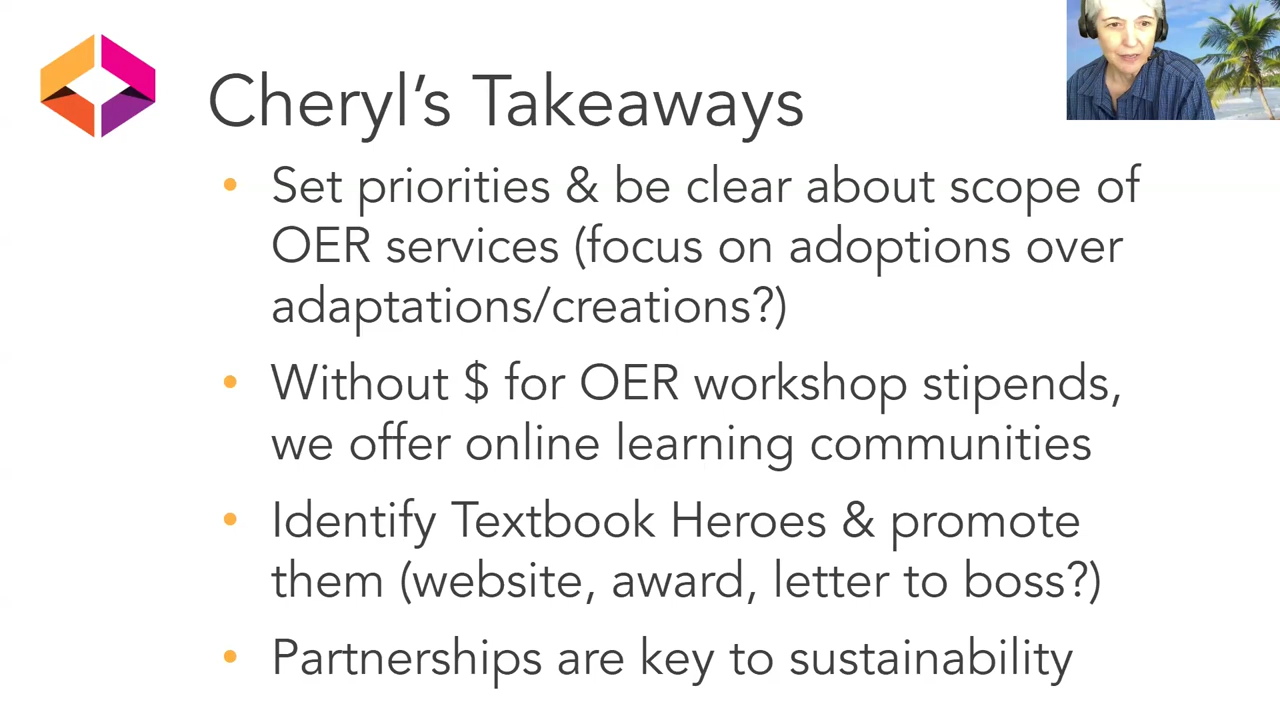 Cheryl’s Takeaways
• Set priorities & be clear about scope of
OER services (focus on adoptions over
adaptations/creations?)
• Without $ for OER workshop stipends,
we offer online learning communities
• Identify Textbook Heroes & promote
them (website, award, letter to boss?)
• Partnerships are key to sustainability